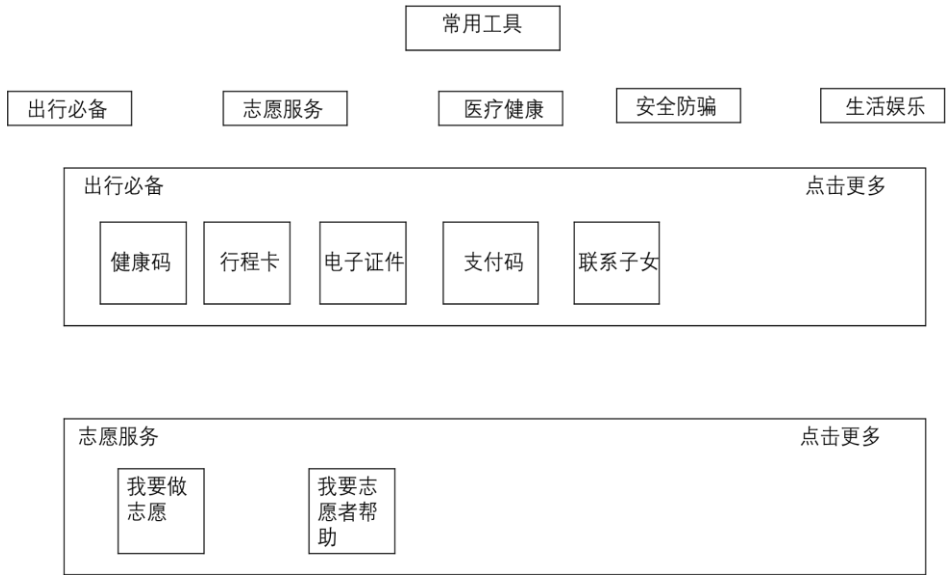 常用工具
出行必备 志愿服务 医疗健康 安全防骗 生活娱乐
出行必备 点击更多
健康码 行程卡 电子证件 支付码 联系子女
志愿服务 点击更多
我要做
志愿
我要志
愿者帮
助